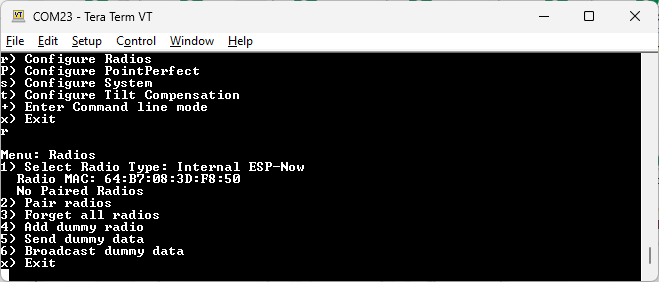 COM23 - Tera Term VT
File Edit Setup Control Window Help
r> Configure Radios
P> Configure PointPerfect
s> Configure System
t> Configure Tilt Compensation
+> Enter Command line mode
x> Exit
r
Menu: Radios
1> Select Radio Type: Internal ESP-Now
Radio MAC: 64:B7:08:3D:F8:50
No Paired Radios
2> Pair radios
3> Forget all radios
4> Add dummy radio
5> Send dummy data
6> Broadcast dummy data
x> Exit